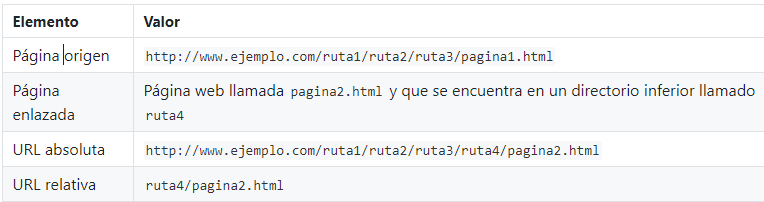 Elemento Valor
Página origen http://www.ejemplo.com/ruta1/ruta2/ruta3/pagina1.html
Página enlazada Página web llamada pagina2.html y que se encuentra en un directorio inferior llamado
ruta4
URL absoluta http://www.ejemplo.com/ruta1/ruta2/ruta3/ruta4/pagina2.html
URL relativa ruta4/pagina2.html